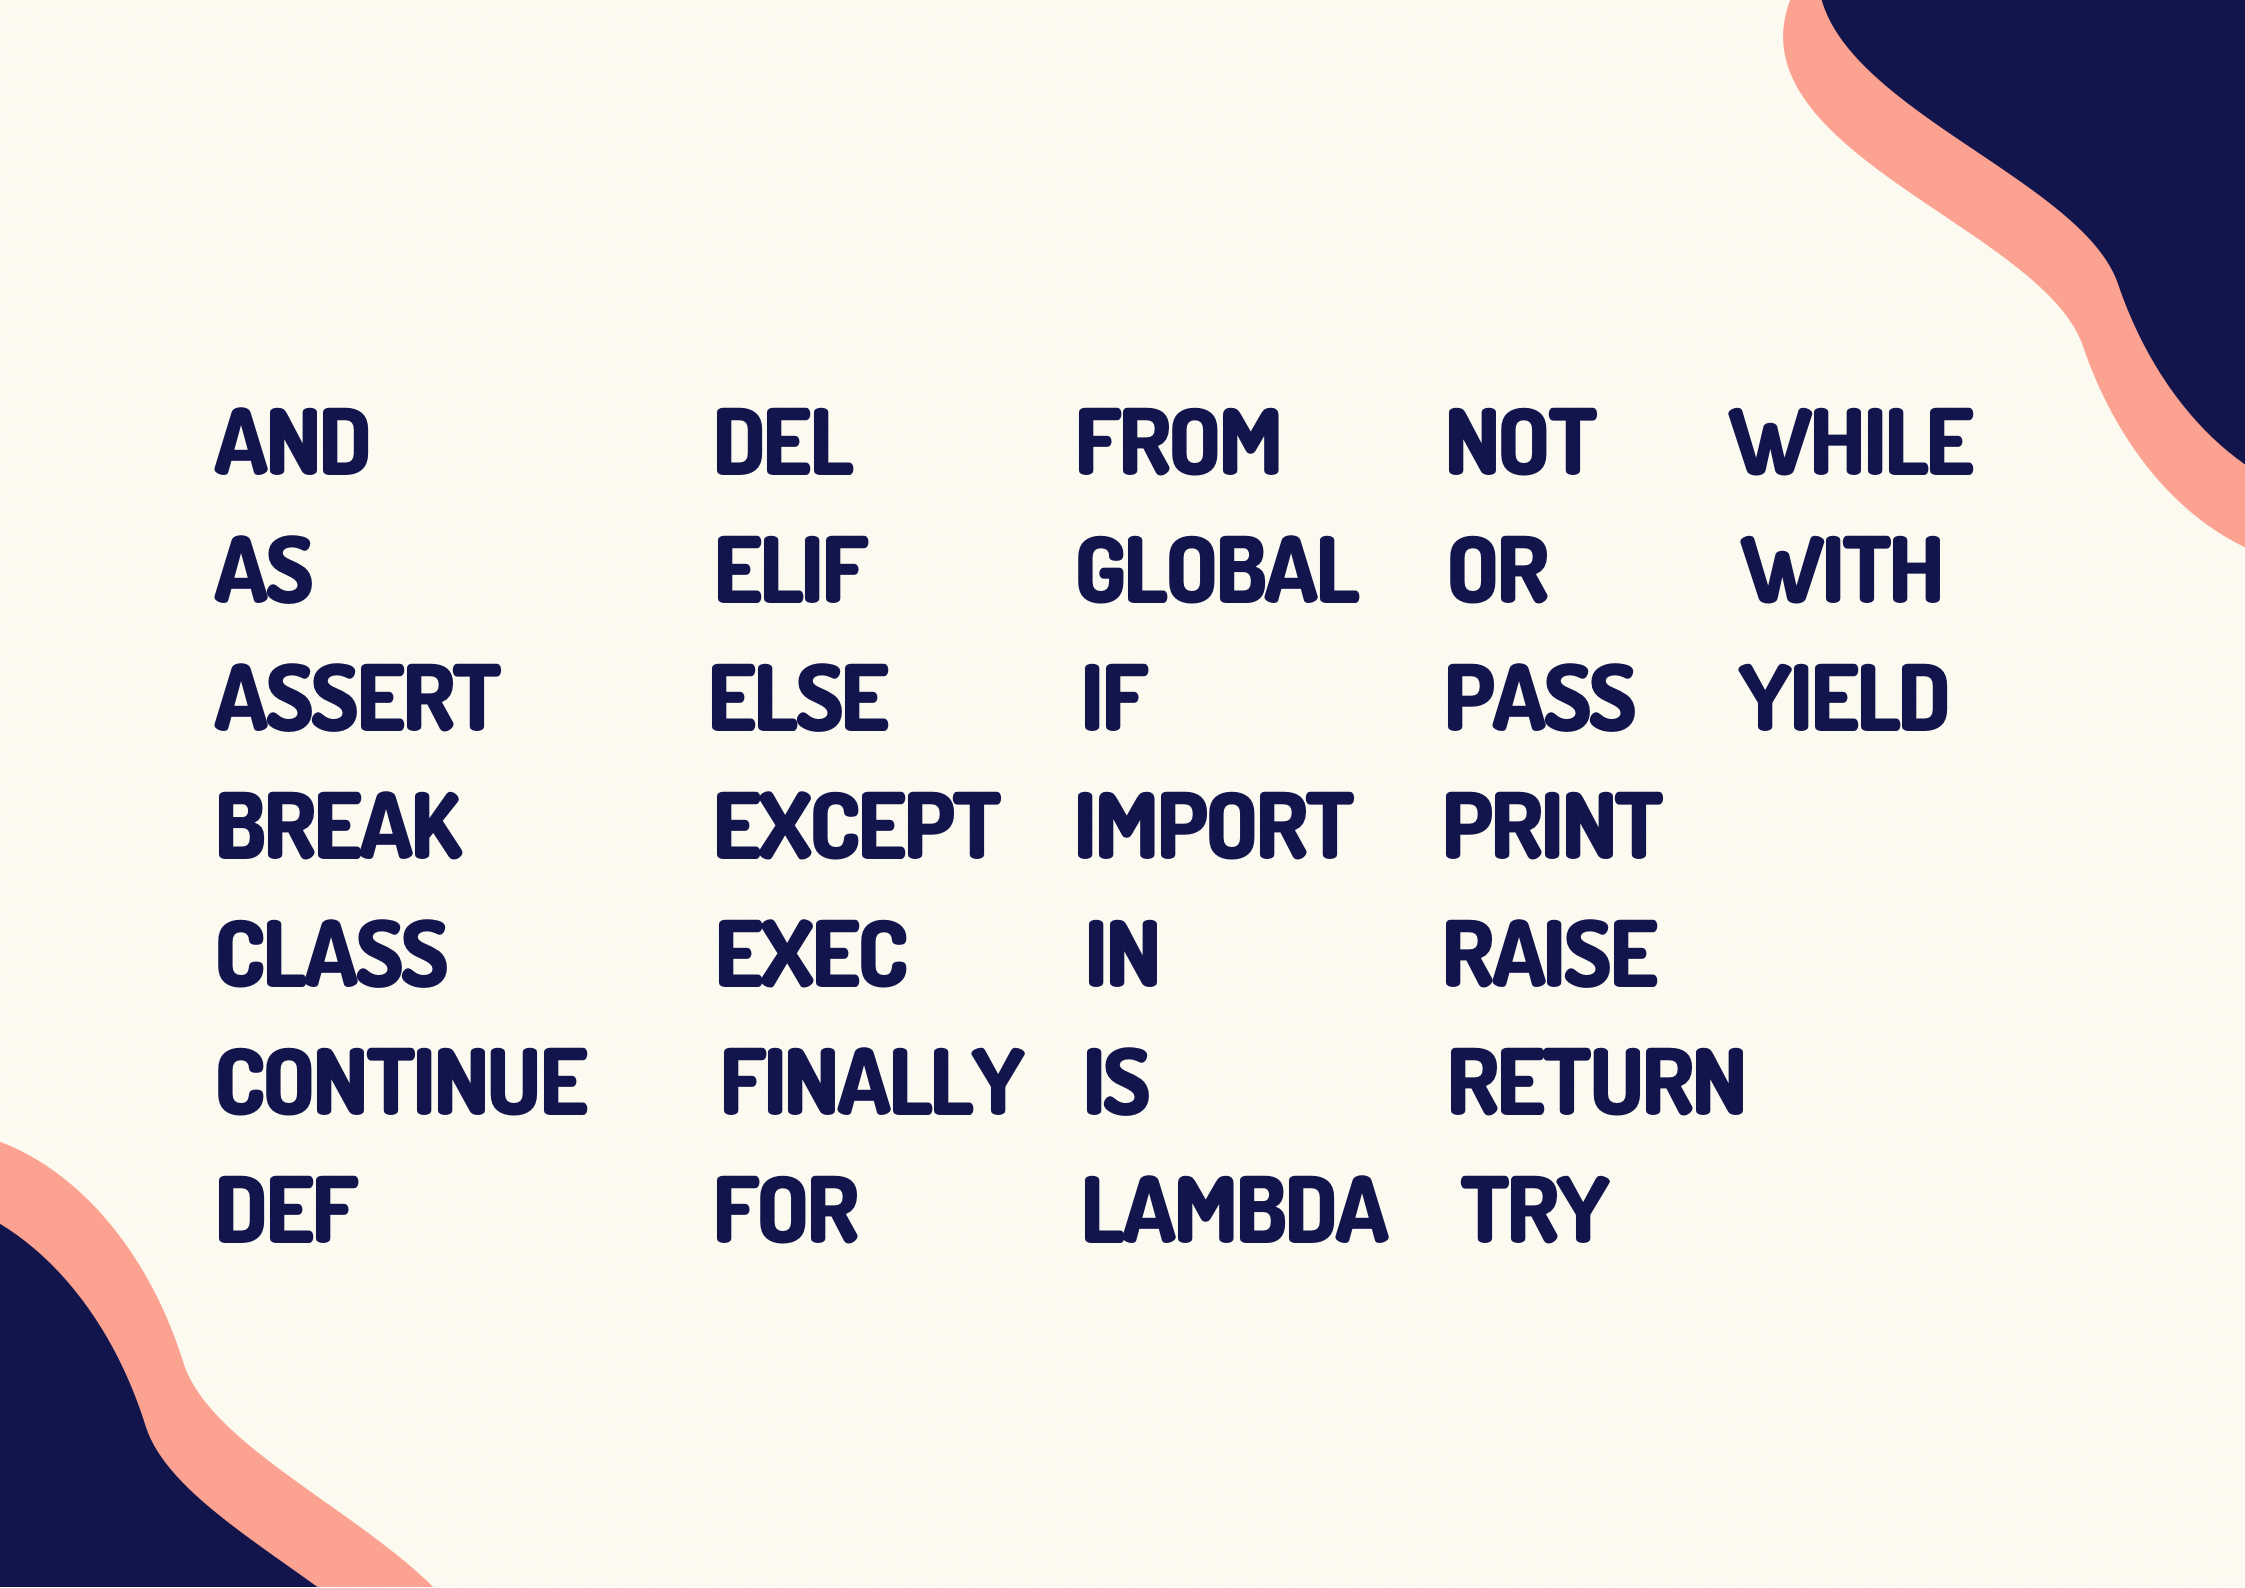 AND DEL FROM NOT WHILE
AS ELIF GLOBAL OR WITH
ASSERT ELSE IF PASS YIELD
BREAK EXCEPT IMPORT PRINT
CLASS EXEC IN RAISE
CONTINUE FINALLY IS RETURN
DEF FOR LAMBDA TRY